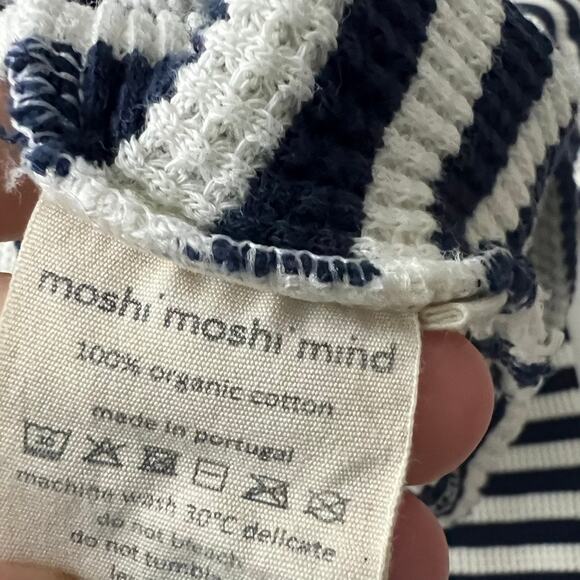 moshi moshi mind
100% organic cotton
made in portugal
30
machine wash 30°C delicate
do not bleach
do not tumble